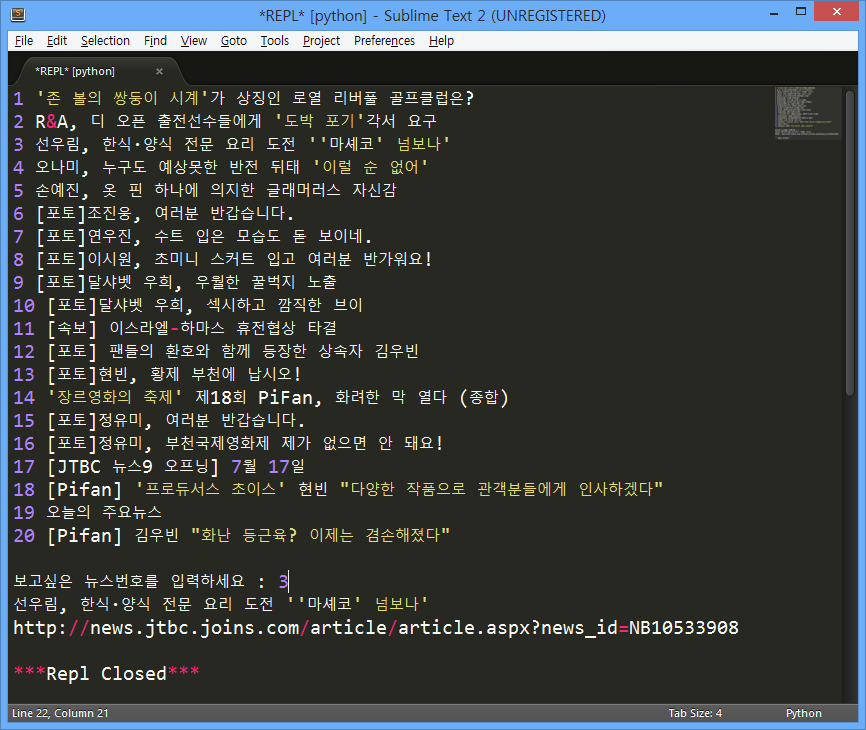 *REPL* [python] - Sublime Text 2 (UNREGISTERED)
File Edit Selection Find View Goto Tools Project Preferences Help
*REPL* [python] ×
1 '존 볼의 쌍둥이 시계'가 상징인 로열 리버풀 골프클럽은?
2 R&A, 디 오픈 출전선수들에게 '도박 포기'각서 요구
3 선우림, 한식·양식 전문 요리 도전 ''마셰코' 넘보나'
4 오나미, 누구도 예상못한 반전 뒤태 '이럴 순 없어'
5 손예진, 옷 핀 하나에 의지한 글래머러스 자신감
6 [포토]조진웅, 여러분 반갑습니다.
7 [포토]연우진, 수트 입은 모습도 돋 보이네.
8 [포토]이시원, 초미니 스커트 입고 여러분 반가워요!
9 [포토]달샤벳 우희, 우월한 꿀벅지 노출
10 [포토]달샤벳 우희, 섹시하고 깜직한 브이
11 [속보] 이스라엘-하마스 휴전협상 타결
12 [포토] 팬들의 환호와 함께 등장한 상속자 김우빈
13 [포토]현빈, 황제 부천에 납시오!
14 '장르영화의 축제' 제18회 PiFan, 화려한 막 열다 (종합)
15 [포토]정유미, 여러분 반갑습니다.
16 [포토]정유미, 부천국제영화제 제가 없으면 안 돼요!
17 [JTBC 뉴스9 오프닝] 7월 17일
18 [Pifan] '프로듀서스 초이스' 현빈 "다양한 작품으로 관객분들에게 인사하겠다"
19 오늘의 주요뉴스
20 [Pifan] 김우빈 "화난 등근육? 이제는 겸손해졌다"
보고싶은 뉴스번호를 입력하세요 : 3
선우림, 한식·양식 전문 요리 도전 ''마셰코' 넘보나'
http://news.jtbc.joins.com/article/article.aspx?news_id=NB10533908
***Repl Closed***
Line 22, Column 21 Tab Size: 4 Python